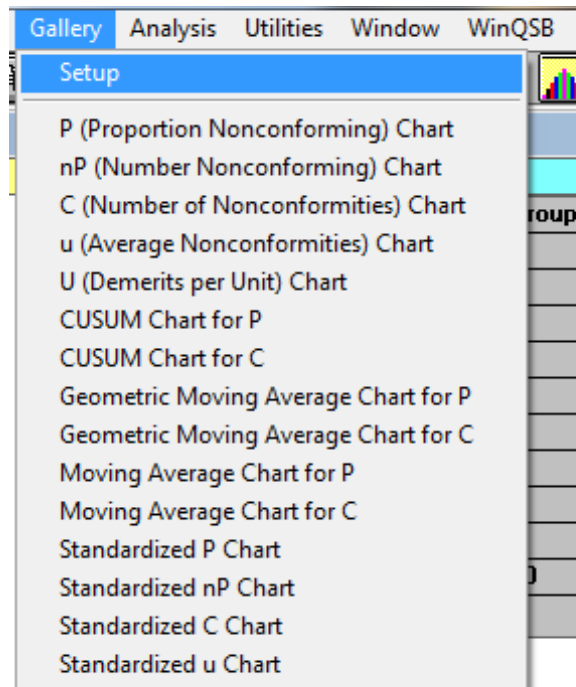 Gallery Analysis Utilities Window WinQSB
Setup
P (Proportion Nonconforming) Chart
nP (Number Nonconforming) Chart
C (Number of Nonconformities) Chart
u (Average Nonconformities) Chart
U (Demerits per Unit) Chart
CUSUM Chart for P
CUSUM Chart for C
Geometric Moving Average Chart for P
Geometric Moving Average Chart for C
Moving Average Chart for P
Moving Average Chart for C
Standardized P Chart
Standardized nP Chart
Standardized C Chart
Standardized u Chart
roup